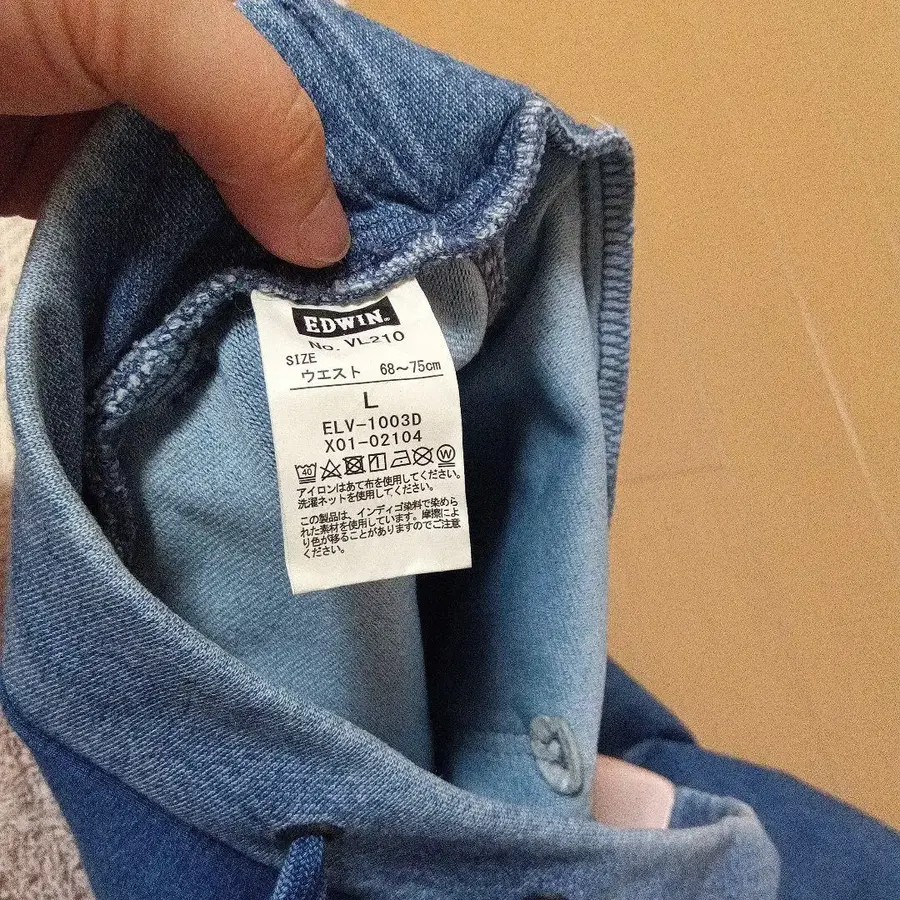 EDWIN.
No. VL210
SIZE
ウエスト 68〜75cm
L
ELV-1003D
X01-02104
40 W
アイロンはあて布を使用してください。
洗濯ネットを使用してください。
この製品は、インディゴ染料で染めら
れた素材を使用しています。摩擦によ
り色が移ることがありますのでご注意
ください。